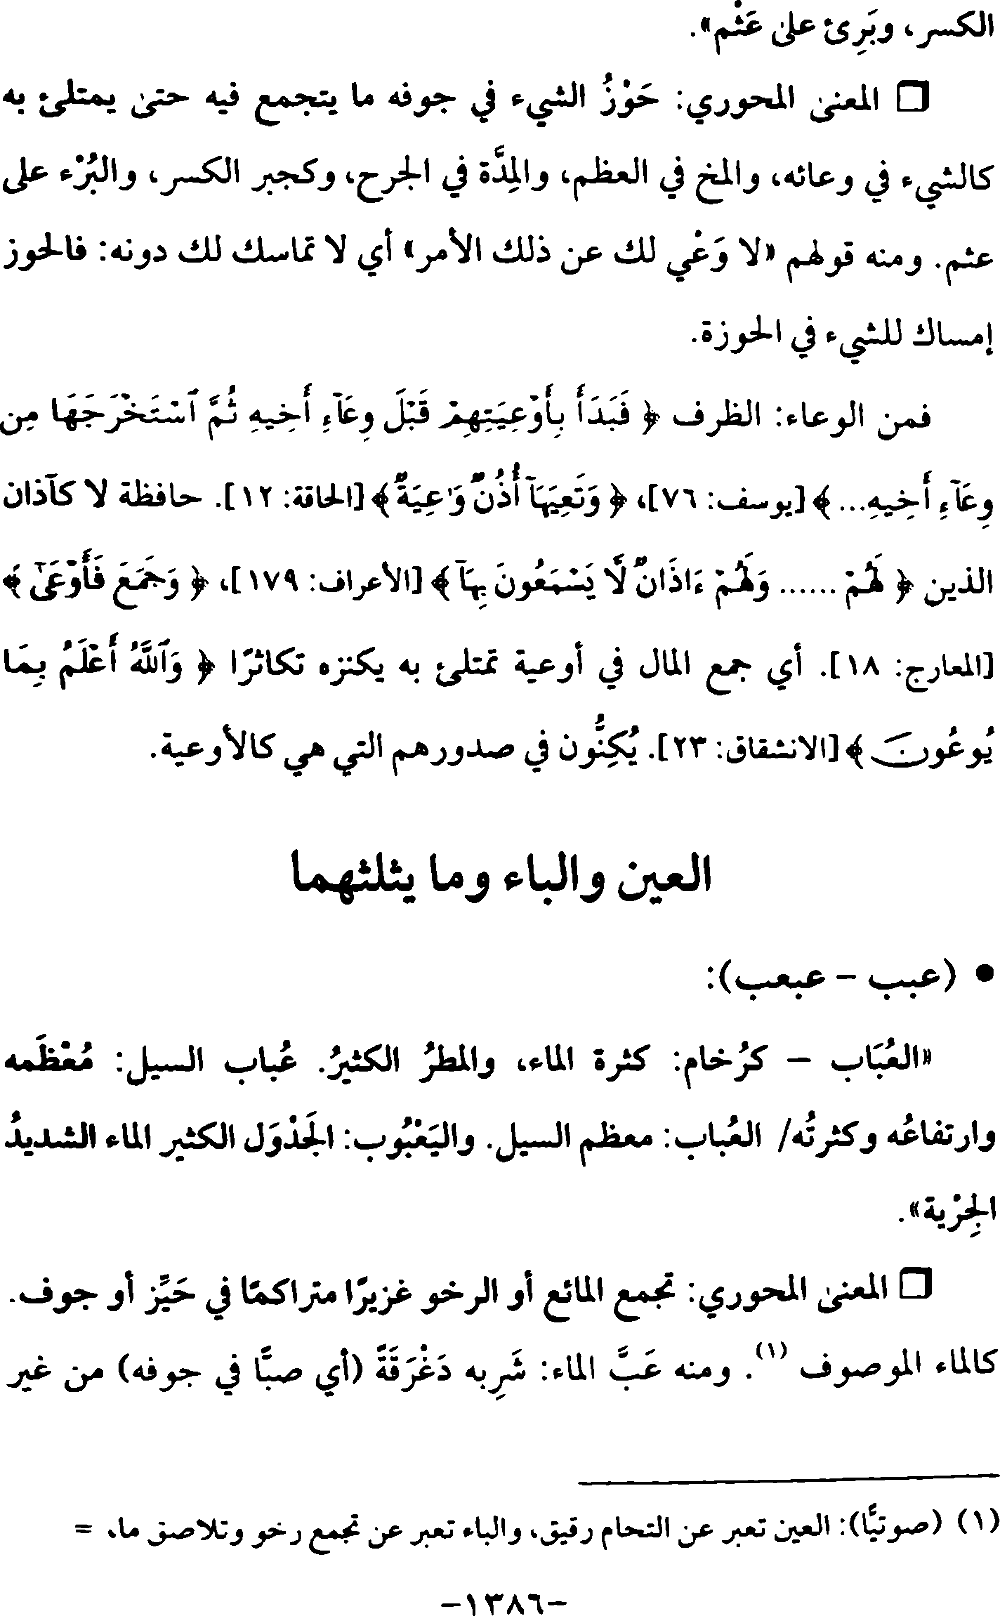 الكسر، وبَرِئ على عَثْم».
❏ المعنى المحوري: حَوْزُ الشيء في جوفه ما يتجمع فيه حتى يمتلئ به
كالشيء في وعائه، والمخ في العظم، والمِدَّة في الجرح، وكجبر الكسر، والبُرْء على
عثم. ومنه قولهم «لا وَعْي لك عن ذلك الأمر» أي لا تماسك لك دونه: فالحوز
إمساك للشيء في الحوزة.
فمن الوعاء: الظرف ﴿ فَبَدَأَ بِأَوْعِيَتِهِمْ قَبْلَ وِعَآءِ أَخِيهِ ثُمَّ ٱسْتَخْرَجَهَا مِن
وِعَآءِ أَخِيهِ... ﴾ [يوسف: ٧٦]، ﴿ وَتَعِيَهَآ أُذُنٌ وَٰعِيَةٌ ﴾ [الحاقة: ١٢]. حافظة لا كآذان
الذين ﴿ لَهُمْ ...... وَلَهُمْ ءَاذَانٌ لَّا يَسْمَعُونَ بِهَآ ﴾ [الأعراف: ١٧٩]، ﴿ وَجَمَعَ فَأَوْعَىٰٓ ﴾
[المعارج: ١٨]. أي جمع المال في أوعية تمتلئ به يكنزه تكاثرًا ﴿ وَٱللَّهُ أَعْلَمُ بِمَا
يُوعُونَ ﴾ [الانشقاق: ٢٣]. يُكِنُّون في صدورهم التي هي كالأوعية.
العين والباء وما يثلثهما
• (عبب - عبعب):
«العُبَاب – كرُخام: كثرة الماء، والمطرُ الكثيرُ. عُباب السيل: مُعْظَمه
وارتفاعُه وكثرتُه/ العُباب: معظم السيل. واليَعْبُوب: الجَدْوَل الكثير الماء الشديدُ
الجِرْية».
❏ المعنى المحوري: تجمع المائع أو الرخو غزيرًا متراكمًا في حَيِّز أو جوف.
كالماء الموصوف (١). ومنه عَبَّ الماء: شَرِبه دَغْرَقَةً (أي صبًّا في جوفه) من غير
(١) (صوتيًّا): العين تعبر عن التحام رقيق، والباء تعبر عن تجمع رخو وتلاصق ما، =
-١٣٨٦-